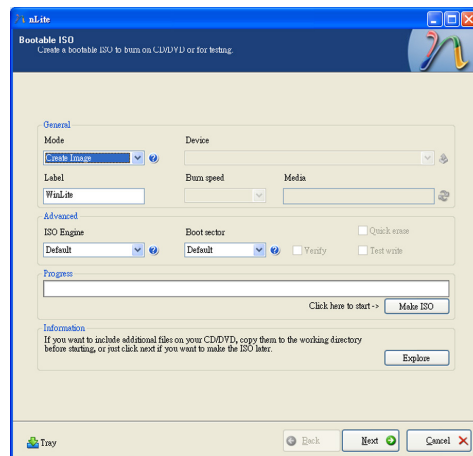 nLite
Bootable ISO
Create a bootable ISO to burn on CD/DVD or for testing.
General
Mode
Device
Create Image
Label
Burn speed
Media
WinLite
Advanced
ISO Engine
Boot sector
Quick erase
Default
Default
Verify
Test write
Progress
Click here to start ->
Make ISO
Information
If you want to include additional files on your CD/DVD, copy them to the working directory
before starting, or just click next if you want to make the ISO later.
Explore
Tray
Back
Next
Cancel